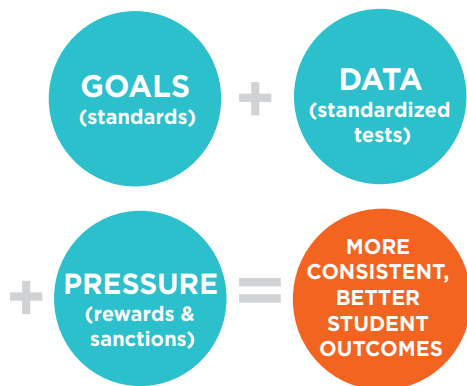 GOALS
(standards)
+
DATA
(standardized
tests)
+
PRESSURE
(rewards &
sanctions)
=
MORE
CONSISTENT,
BETTER
STUDENT
OUTCOMES